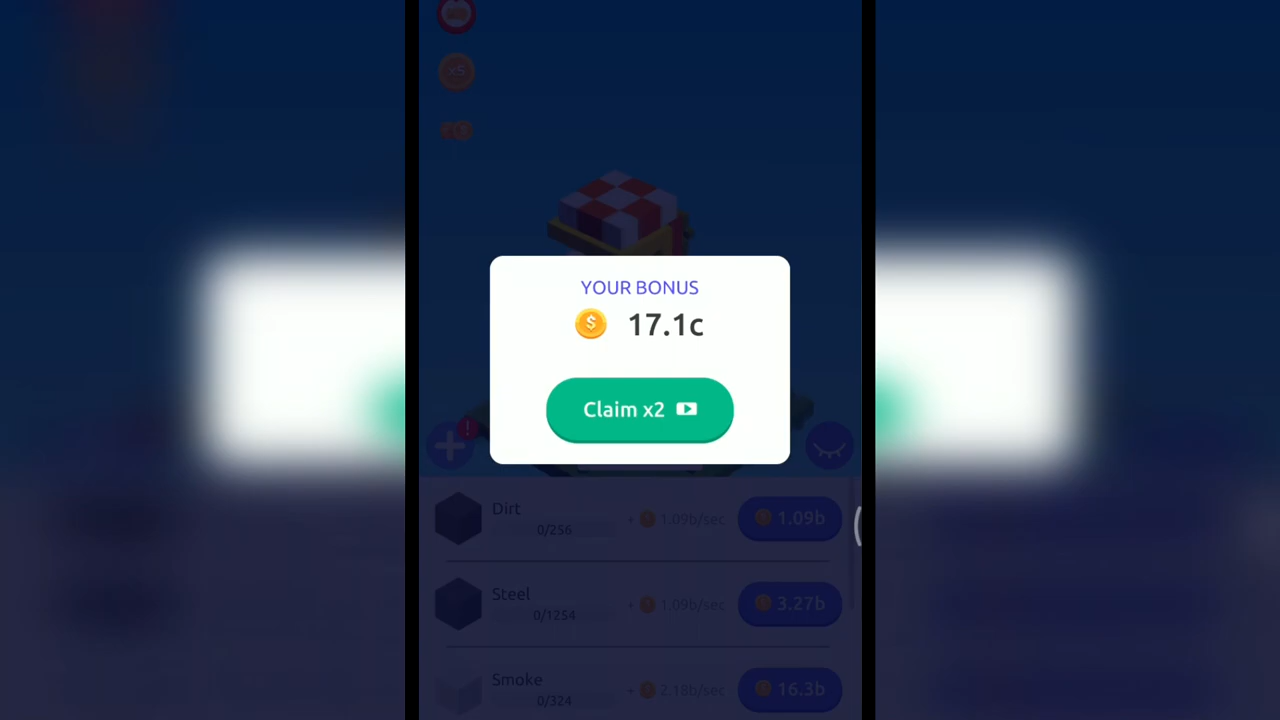 x5
YOUR BONUS
$ 17.1c
Claim x2
!
Dirt
0/256
+ 1.09b/sec
1.09b
Steel
0/1254
+ 1.09b/sec
3.27b
Smoke
0/324
+ 2.18b/sec
16.3b